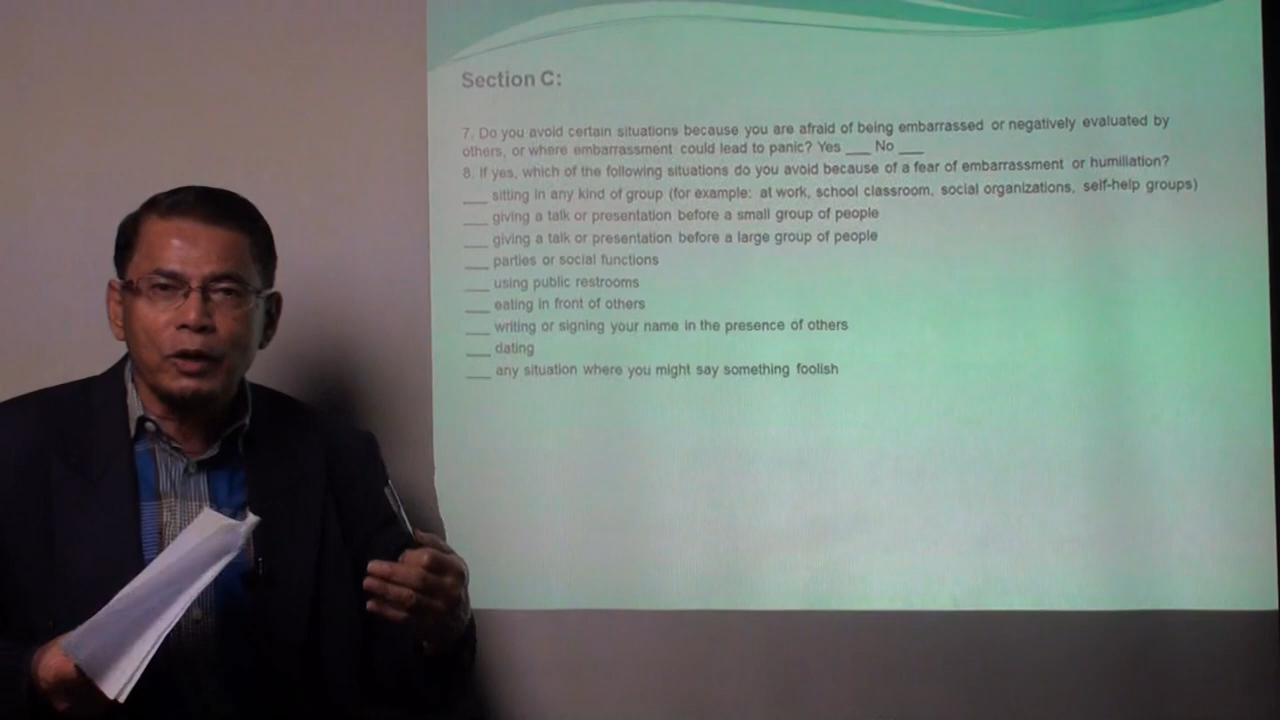 Section C:
7. Do you avoid certain situations because you are afraid of being embarrassed or negatively evaluated by
others, or where embarrassment could lead to panic? Yes ___ No ___
8. If yes, which of the following situations do you avoid because of a fear of embarrassment or humiliation?
___ sitting in any kind of group (for example: at work, school classroom, social organizations, self-help groups)
___ giving a talk or presentation before a small group of people
___ giving a talk or presentation before a large group of people
___ parties or social functions
___ using public restrooms
___ eating in front of others
___ writing or signing your name in the presence of others
___ dating
___ any situation where you might say something foolish